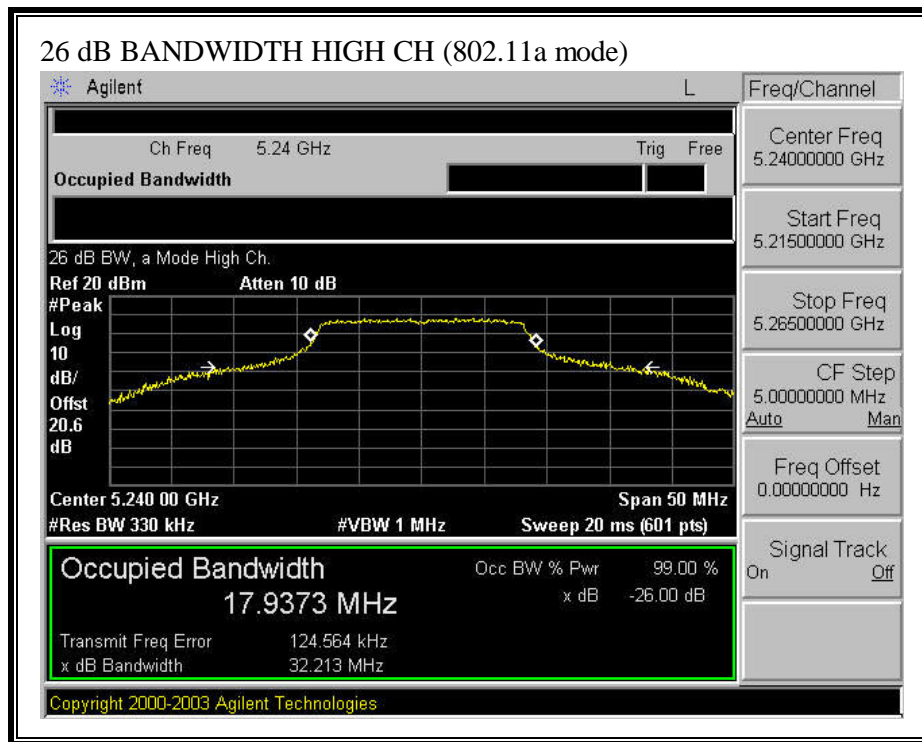 26 dB BANDWIDTH HIGH CH (802.11a mode)
Agilent L
Freq/Channel
Ch Freq 5.24 GHz Trig Free
Occupied Bandwidth
Center Freq
5.24000000 GHz
Start Freq
5.21500000 GHz
Stop Freq
5.26500000 GHz
CF Step
5.00000000 MHz
Auto Man
Freq Offset
0.00000000 Hz
Signal Track
On Off
26 dB BW, a Mode High Ch.
Ref 20 dBm Atten 10 dB
#Peak
Log
10
dB/
Offst
20.6
dB
Center 5.240 00 GHz Span 50 MHz
#Res BW 330 kHz #VBW 1 MHz Sweep 20 ms (601 pts)
Occupied Bandwidth Occ BW % Pwr 99.00 %
17.9373 MHz x dB -26.00 dB
Transmit Freq Error 124.564 kHz
x dB Bandwidth 32.213 MHz
Copyright 2000-2003 Agilent Technologies